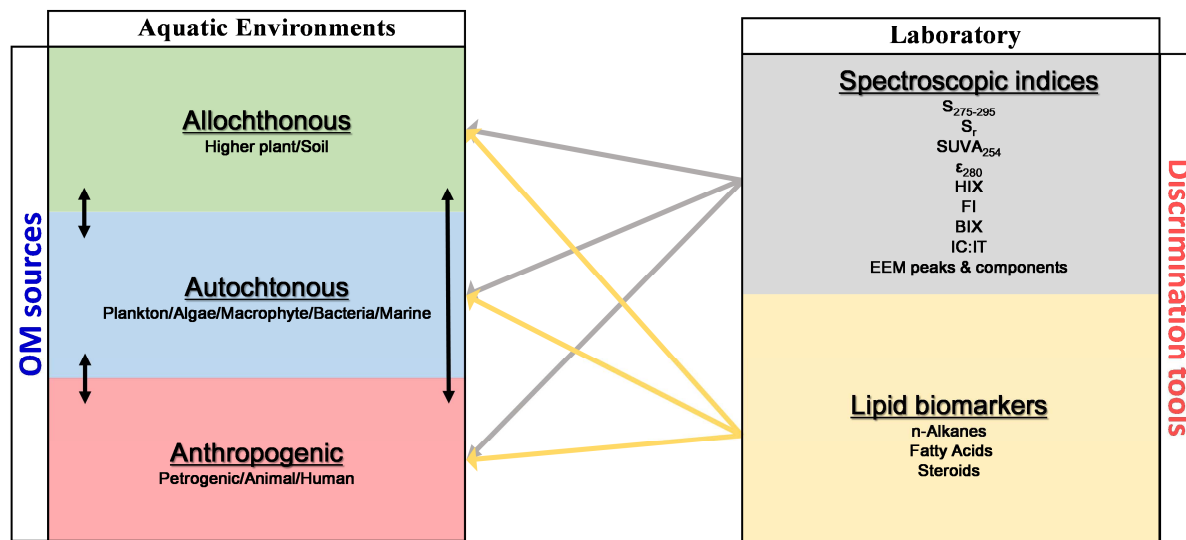 Aquatic Environments
OM sources
Allochthonous
Higher plant/Soil
Autochtonous
Plankton/Algae/Macrophyte/Bacteria/Marine
Anthropogenic
Petrogenic/Animal/Human
Laboratory
Spectroscopic indices
S275-295
Sr
SUVA254
ε280
HIX
FI
BIX
IC:IT
EEM peaks & components
Lipid biomarkers
n-Alkanes
Fatty Acids
Steroids
Discrimination tools